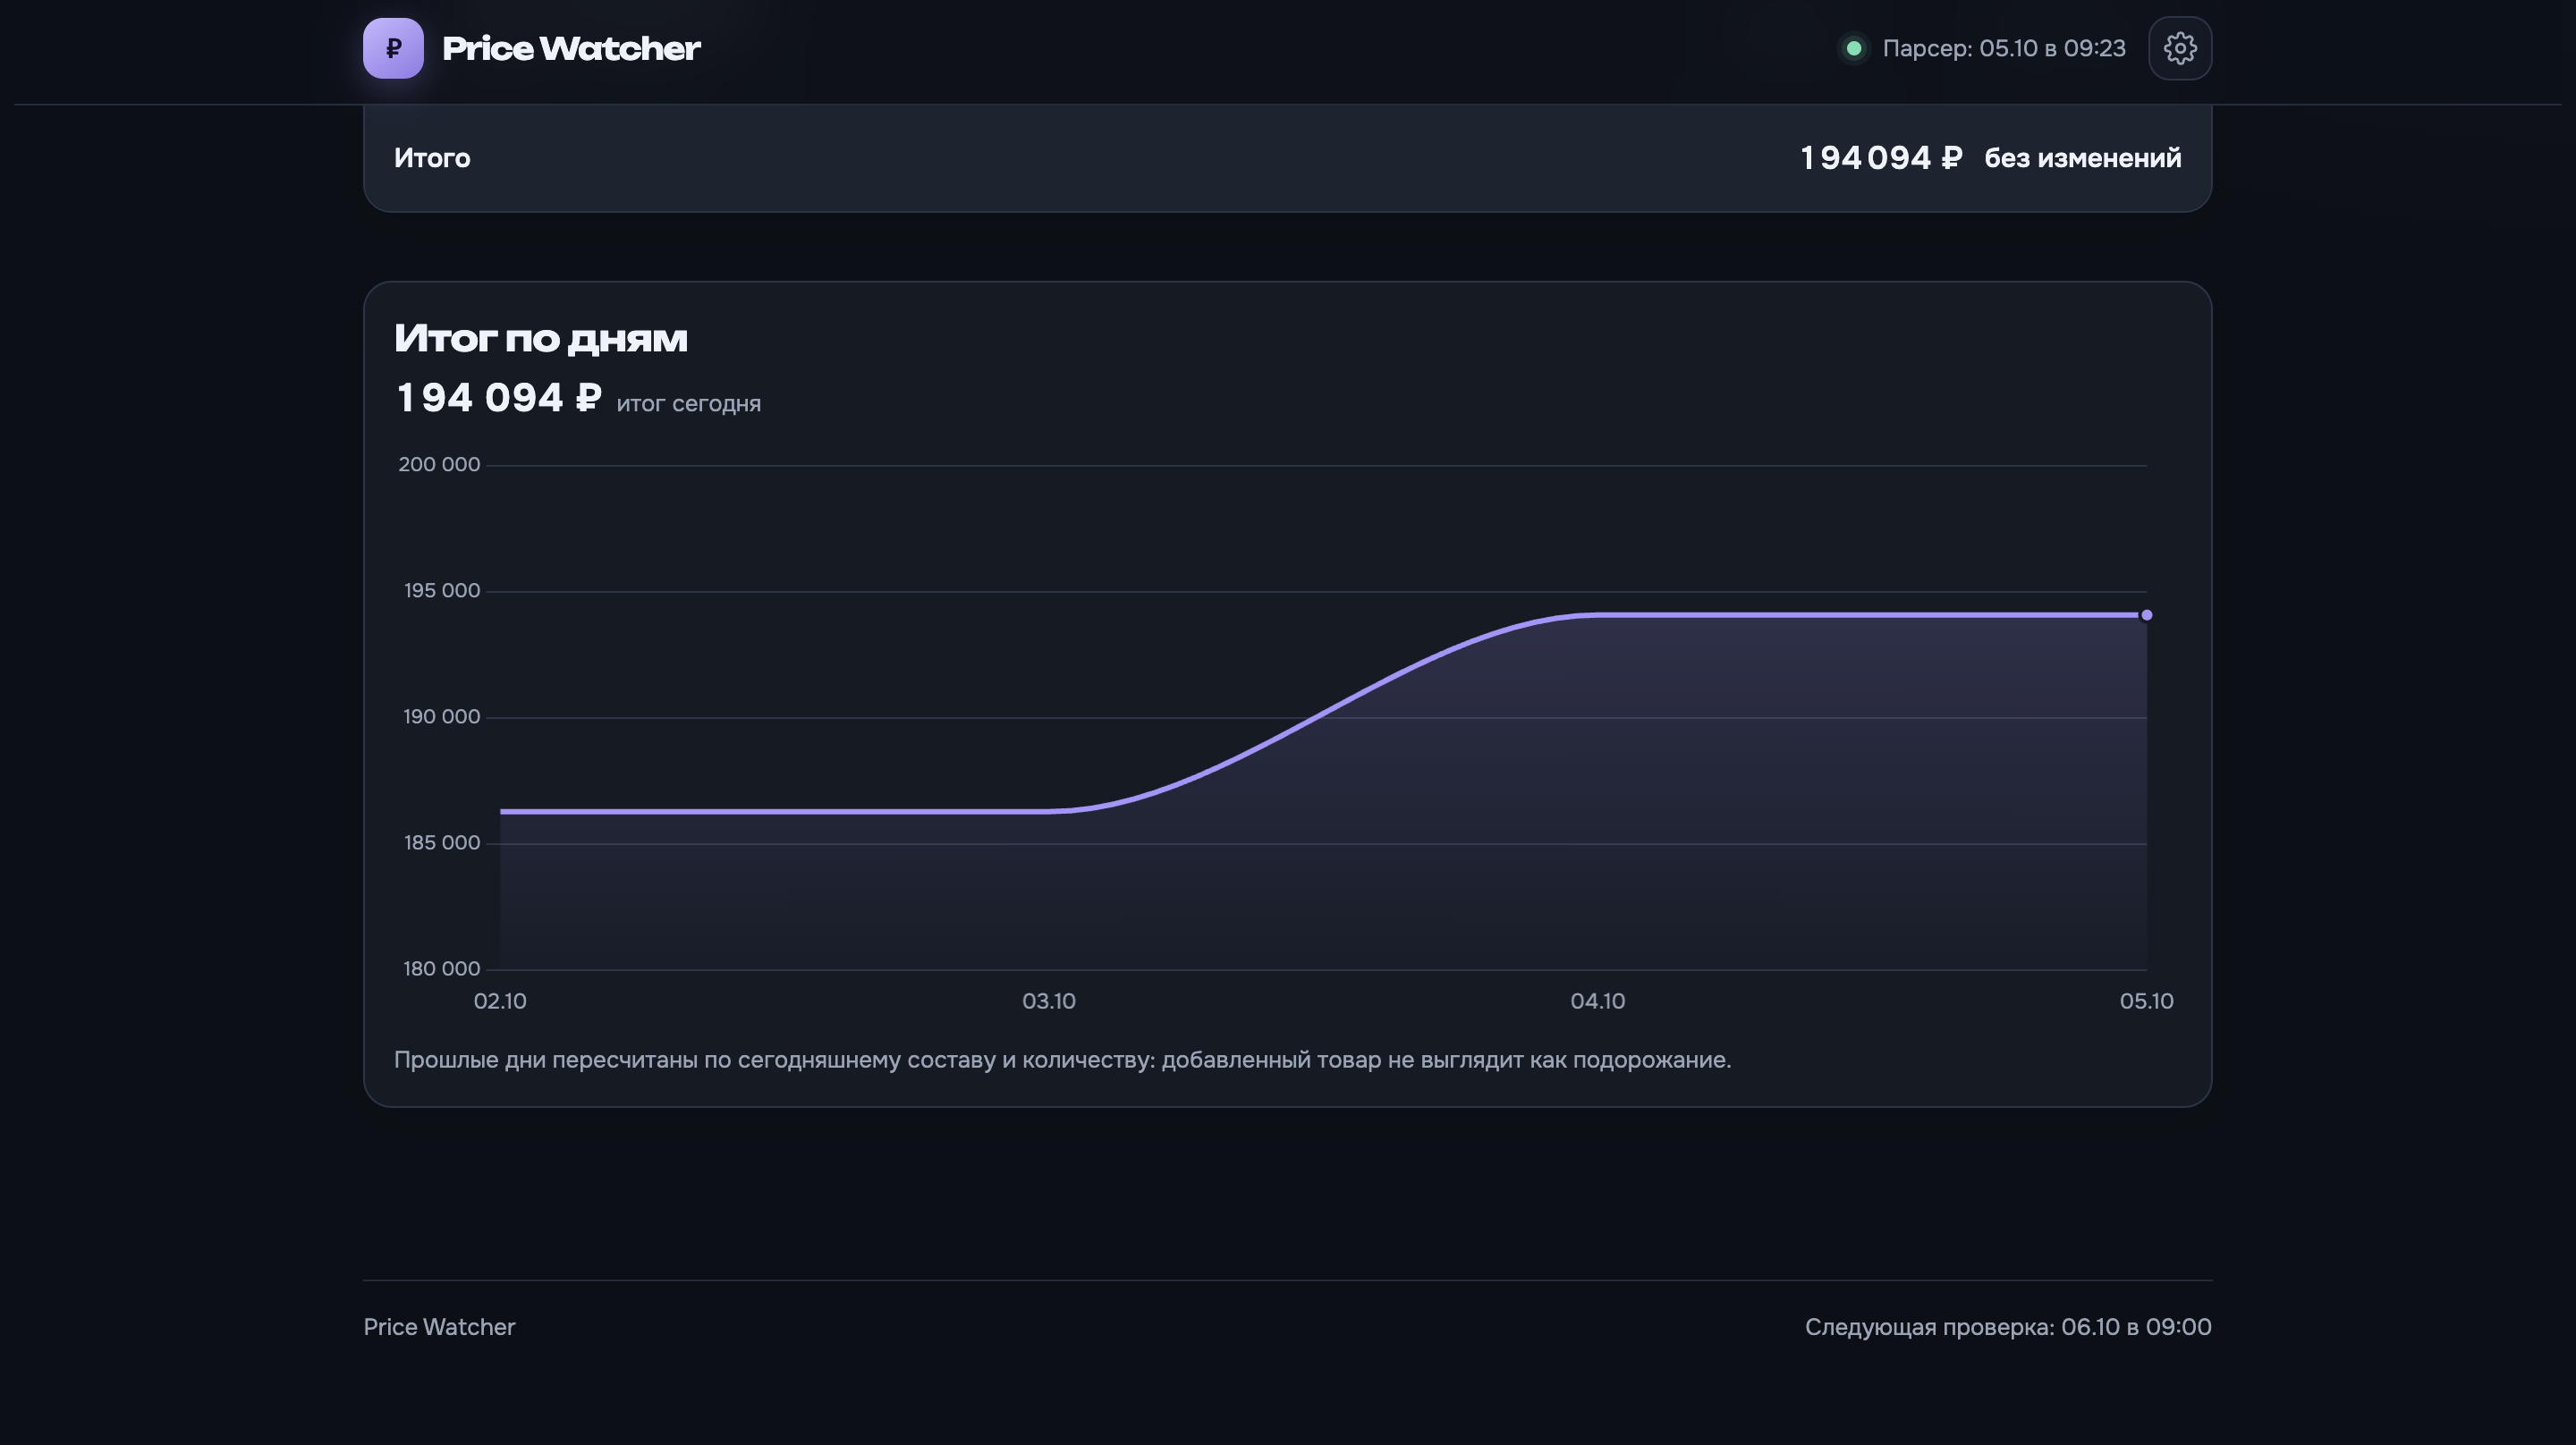 ₽ Price Watcher
Парсер: 05.10 в 09:23
Итого 194 094 ₽ без изменений
Итог по дням
194 094 ₽ итог сегодня
200 000
195 000
190 000
185 000
180 000
02.10 03.10 04.10 05.10
Прошлые дни пересчитаны по сегодняшнему составу и количеству: добавленный товар не выглядит как подорожание.
Price Watcher
Следующая проверка: 06.10 в 09:00